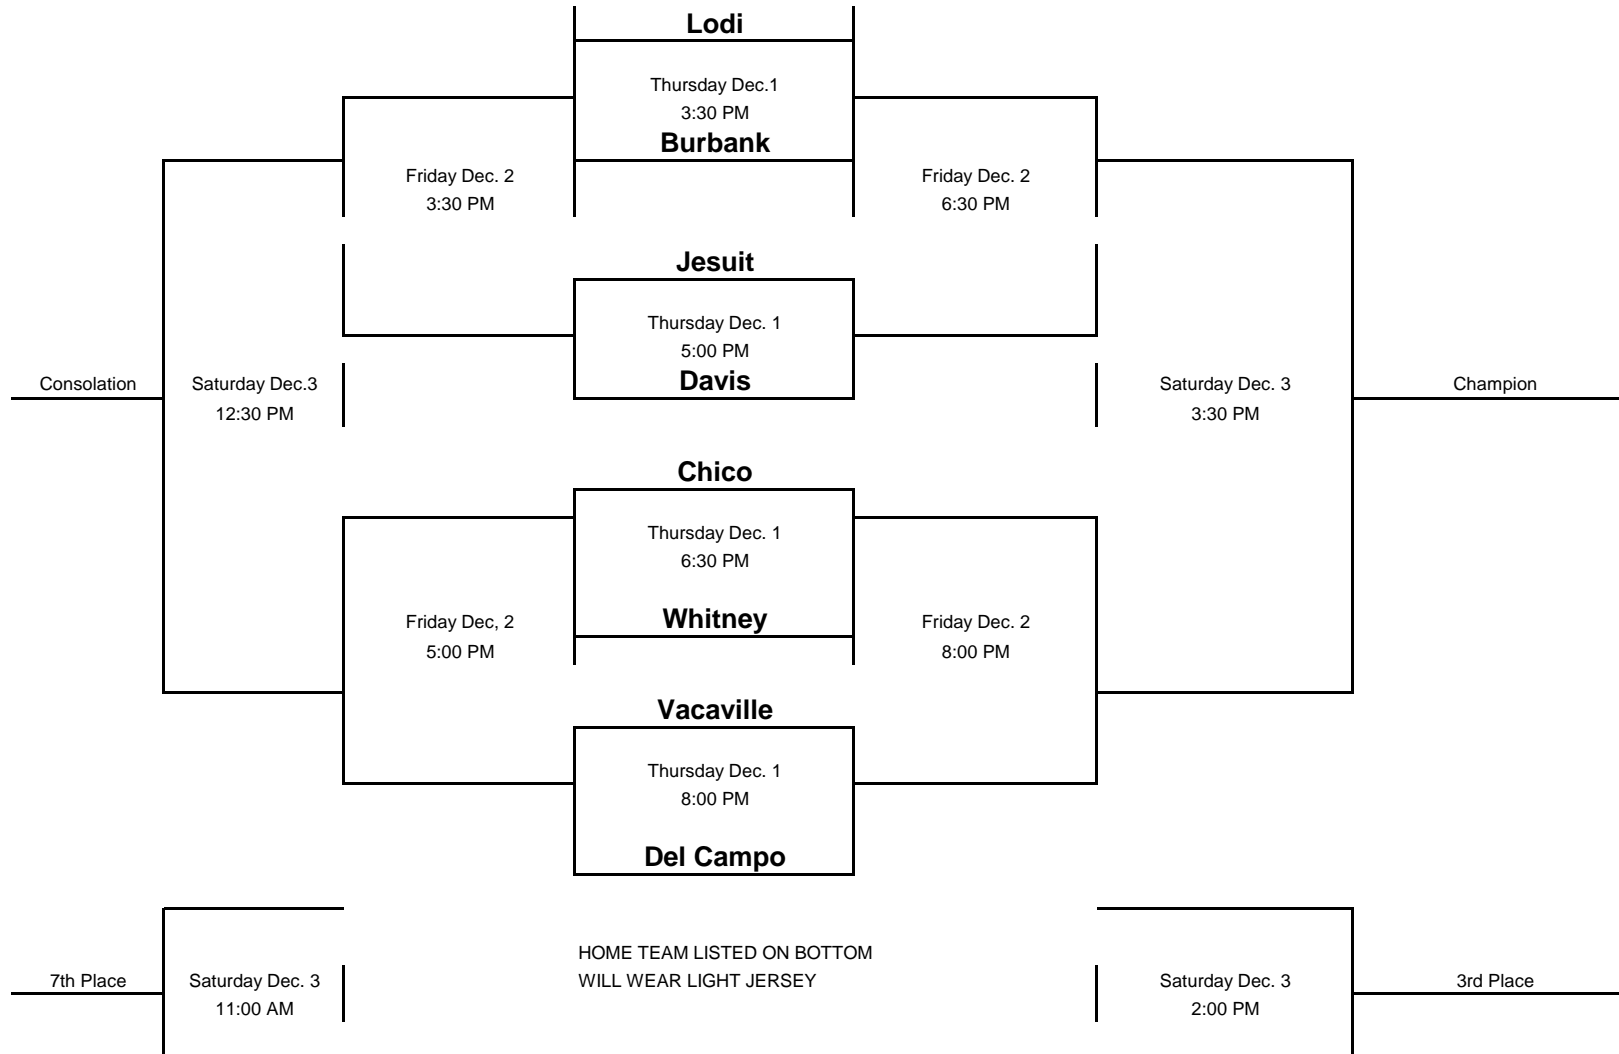 Lodi
Thursday Dec.1
3:30 PM
Burbank
Friday Dec. 2
3:30 PM
Friday Dec. 2
6:30 PM
Jesuit
Thursday Dec. 1
5:00 PM
Davis
Consolation
Saturday Dec.3
12:30 PM
Saturday Dec. 3
3:30 PM
Champion
Chico
Thursday Dec. 1
6:30 PM
Whitney
Friday Dec, 2
5:00 PM
Friday Dec. 2
8:00 PM
Vacaville
Thursday Dec. 1
8:00 PM
Del Campo
HOME TEAM LISTED ON BOTTOM
WILL WEAR LIGHT JERSEY
7th Place
Saturday Dec. 3
11:00 AM
Saturday Dec. 3
2:00 PM
3rd Place